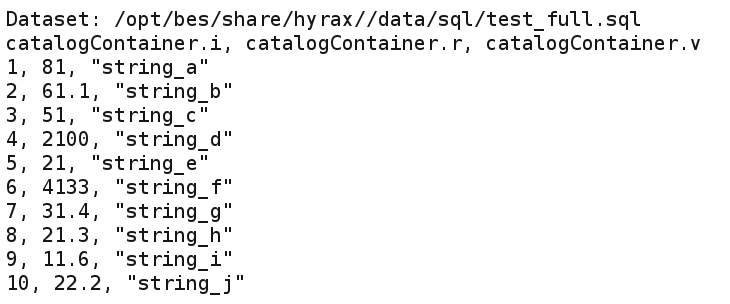 Dataset: /opt/bes/share/hyrax//data/sql/test_full.sql
catalogContainer.i, catalogContainer.r, catalogContainer.v
1, 81, "string_a"
2, 61.1, "string_b"
3, 51, "string_c"
4, 2100, "string_d"
5, 21, "string_e"
6, 4133, "string_f"
7, 31.4, "string_g"
8, 21.3, "string_h"
9, 11.6, "string_i"
10, 22.2, "string_j"